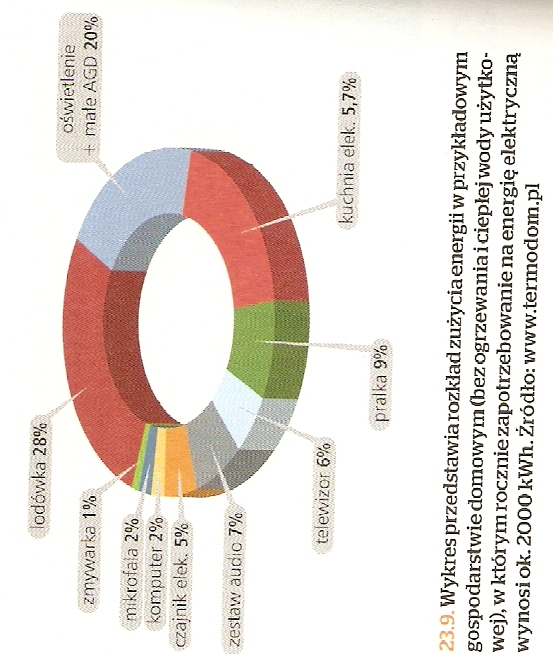 oświetlenie
+ małe AGD 20%
lodówka 28%
zmywarka 1%
mikrofala 2%
komputer 2%
czajnik elek. 5%
zestaw audio 7%
telewizor 6%
pralka 9%
kuchnia elek. 5,7%
23.9. Wykres przedstawia rozkład zużycia energii w przykładowym
gospodarstwie domowym (bez ogrzewania i ciepłej wody użytko-
wej), w którym rocznie zapotrzebowanie na energię elektryczną
wynosi ok. 2000 kWh. Źródło: www.iermodom.pl